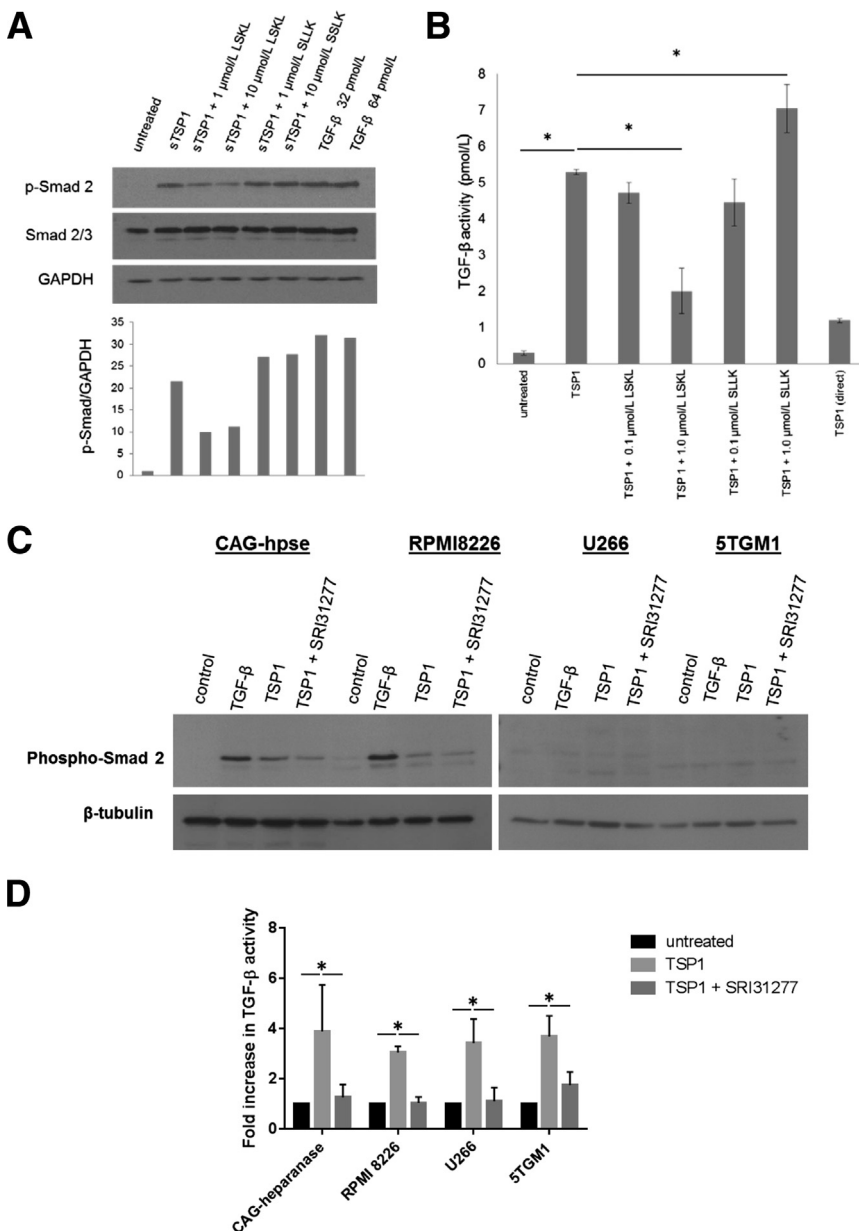 A
untreated
sTSP1
sTSP1 + 1 µmol/L LSKL
sTSP1 + 10 µmol/L LSKL
sTSP1 + 1 µmol/L SLLK
sTSP1 + 10 µmol/L SSLK
TGF-β 32 pmol/L
TGF-β 64 pmol/L
p-Smad 2
Smad 2/3
GAPDH
p-Smad/GAPDH
35
30
25
20
15
10
5
0
B
TGF-β activity (pmol/L)
8
7
6
5
4
3
2
1
0
*
*
*
untreated
TSP1
TSP1 + 0.1 µmol/L LSKL
TSP1 + 1.0 µmol/L LSKL
TSP1 + 0.1 µmol/L SLLK
TSP1 + 1.0 µmol/L SLLK
TSP1 (direct)
C
CAG-hpse RPMI8226 U266 5TGM1
control
TGF-β
TSP1
TSP1 + SRI31277
control
TGF-β
TSP1
TSP1 + SRI31277
control
TGF-β
TSP1
TSP1 + SRI31277
control
TGF-β
TSP1
TSP1 + SRI31277
Phospho-Smad 2
β-tubulin
D
Fold increase in TGF-β activity
8
6
4
2
0
*
*
*
*
CAG-heparanase
RPMI 8226
U266
5TGM1
untreated
TSP1
TSP1 + SRI31277